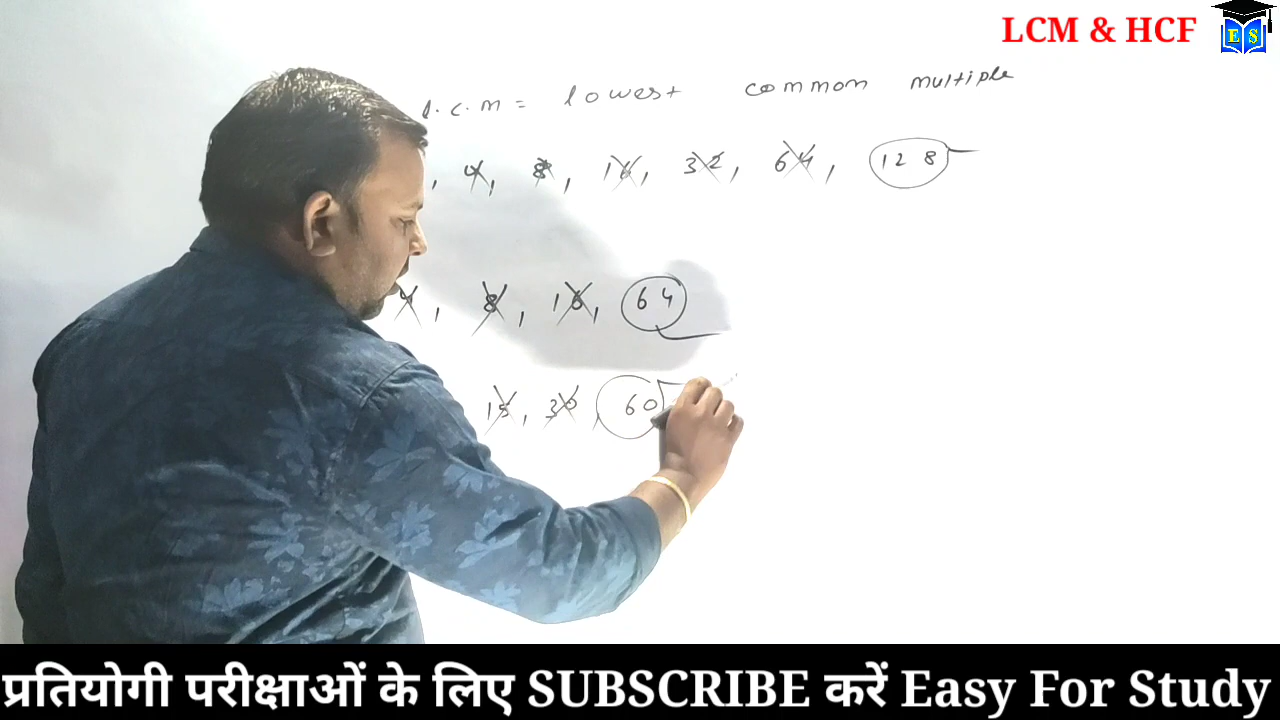 LCM & HCF
E S
l.c.m = lowest common multiple
, 4, 8, 16, 32, 64, 128
4, 8, 16, 64
15, 30, 60
प्रतियोगी परीक्षाओं के लिए SUBSCRIBE करें Easy For Study